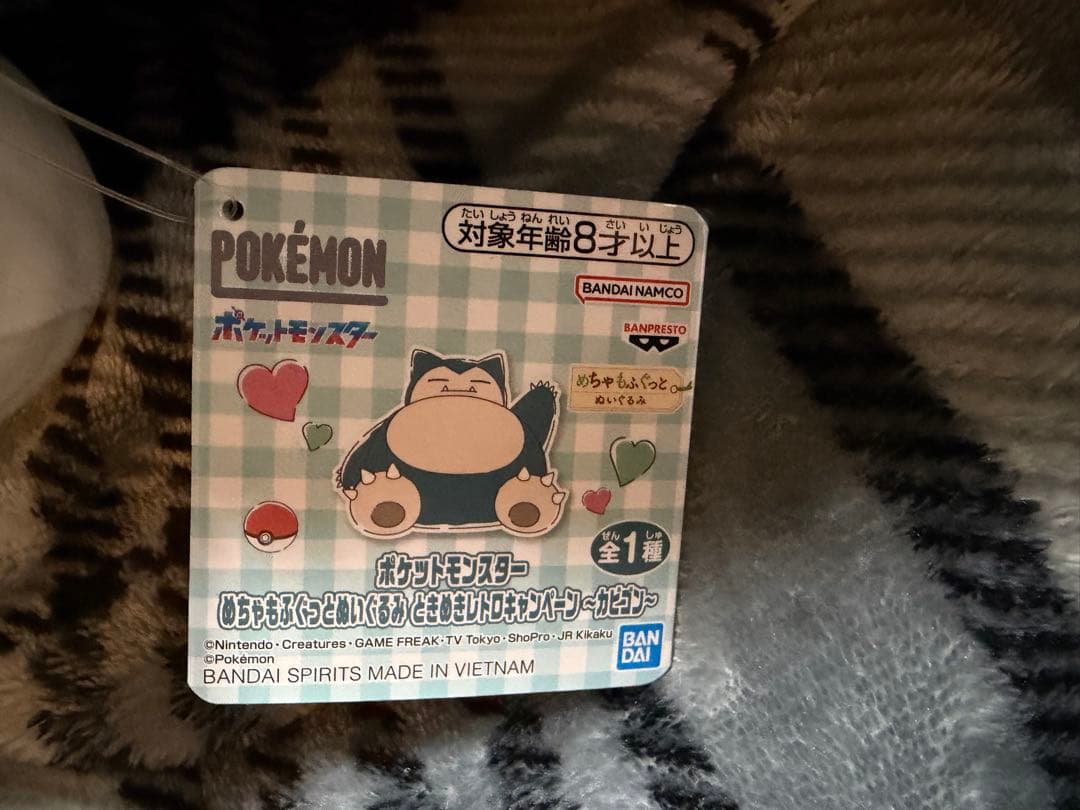 対象年齢8才以上
たいしょうねんれい さいいじょう
POKÉMON
BANDAI NAMCO
ポケットモンスター
BANPRESTO
めちゃもふぐっと
ぬいぐるみ
全1種
ぜん しゅ
ポケットモンスター
めちゃもふぐっとぬいぐるみ ときめきレトロキャンペーン ～カビゴン～
©Nintendo・Creatures・GAME FREAK・TV Tokyo・ShoPro・JR Kikaku
©Pokémon
BANDAI SPIRITS MADE IN VIETNAM
BAN
DAI